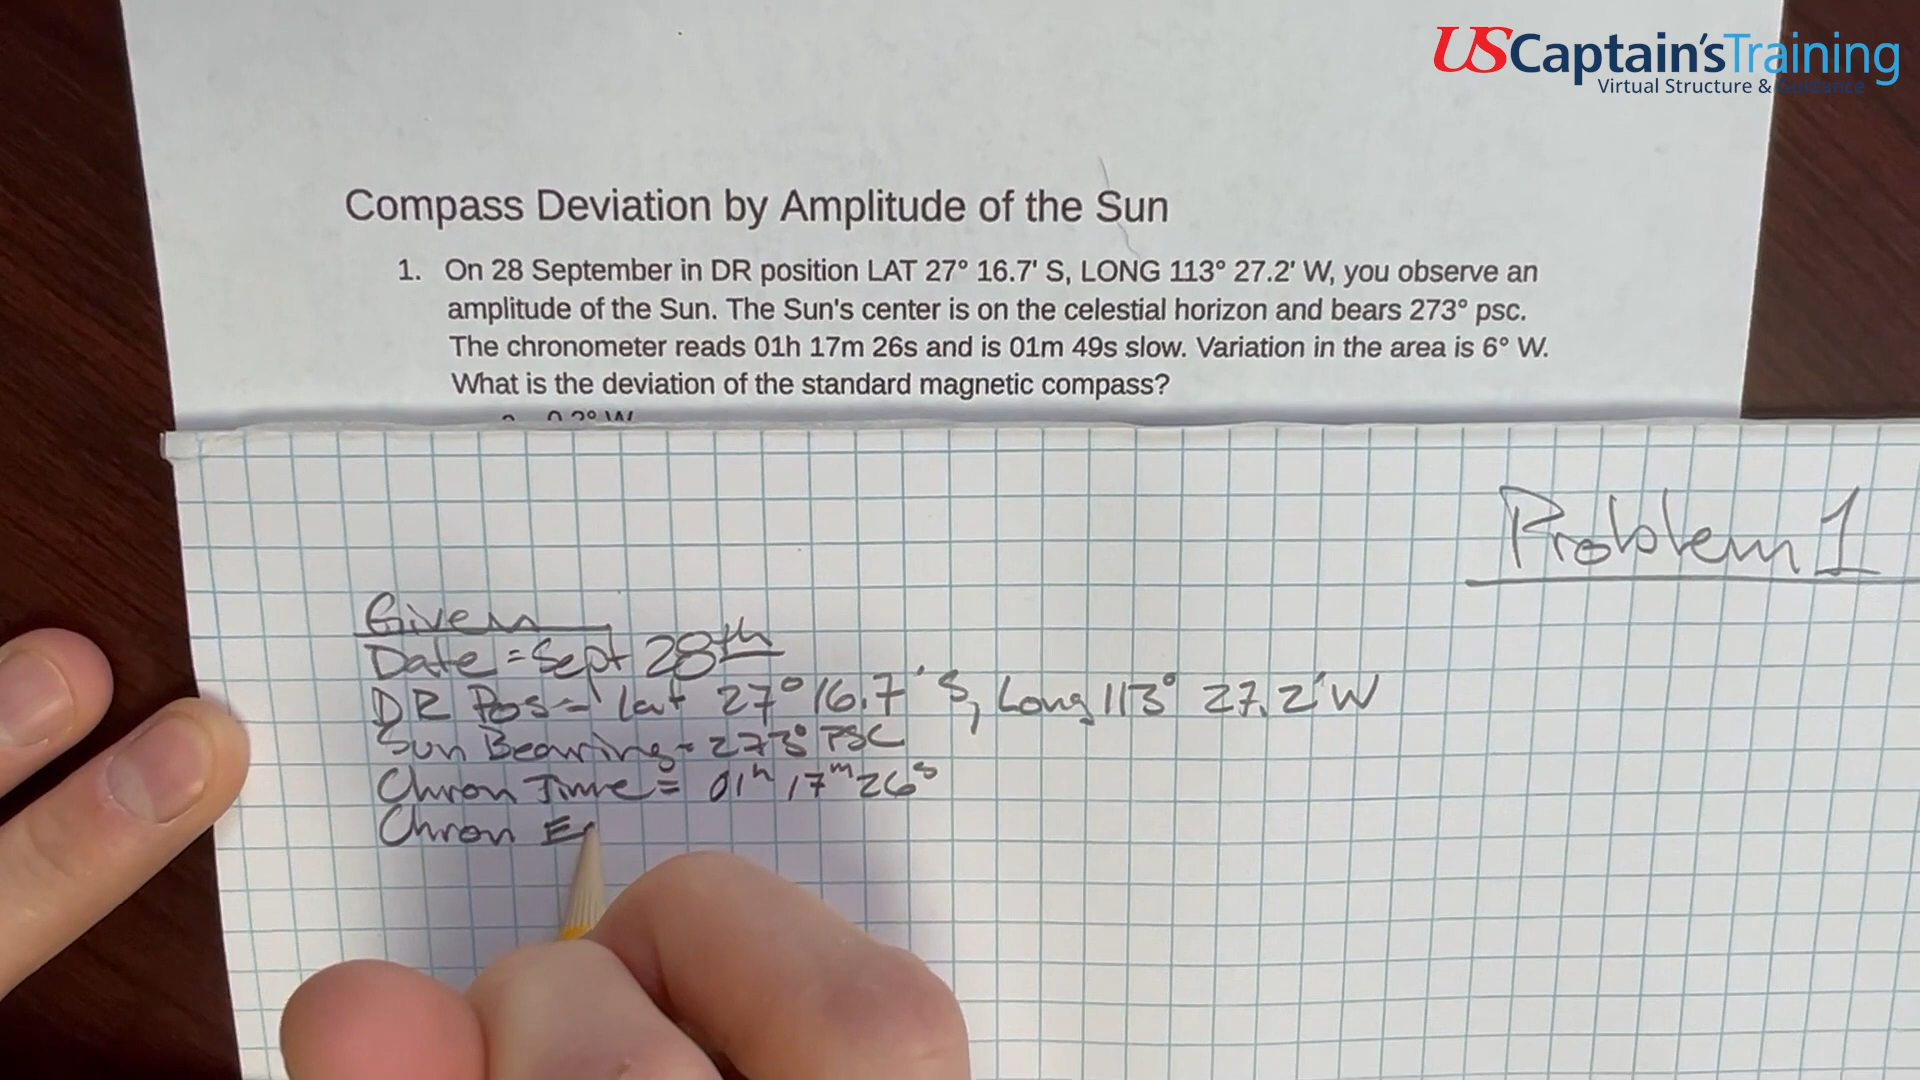 USCaptain'sTraining
Virtual Structure & Guidance
Compass Deviation by Amplitude of the Sun
1. On 28 September in DR position LAT 27° 16.7' S, LONG 113° 27.2' W, you observe an
amplitude of the Sun. The Sun's center is on the celestial horizon and bears 273° psc.
The chronometer reads 01h 17m 26s and is 01m 49s slow. Variation in the area is 6° W.
What is the deviation of the standard magnetic compass?
Problem 1
Given
Date = Sept 28th
DR Pos = Lat 27° 16.7' S, Long 113° 27.2' W
Sun Bearing = 273° PSC
Chron Time = 01h 17m 26s
Chron E